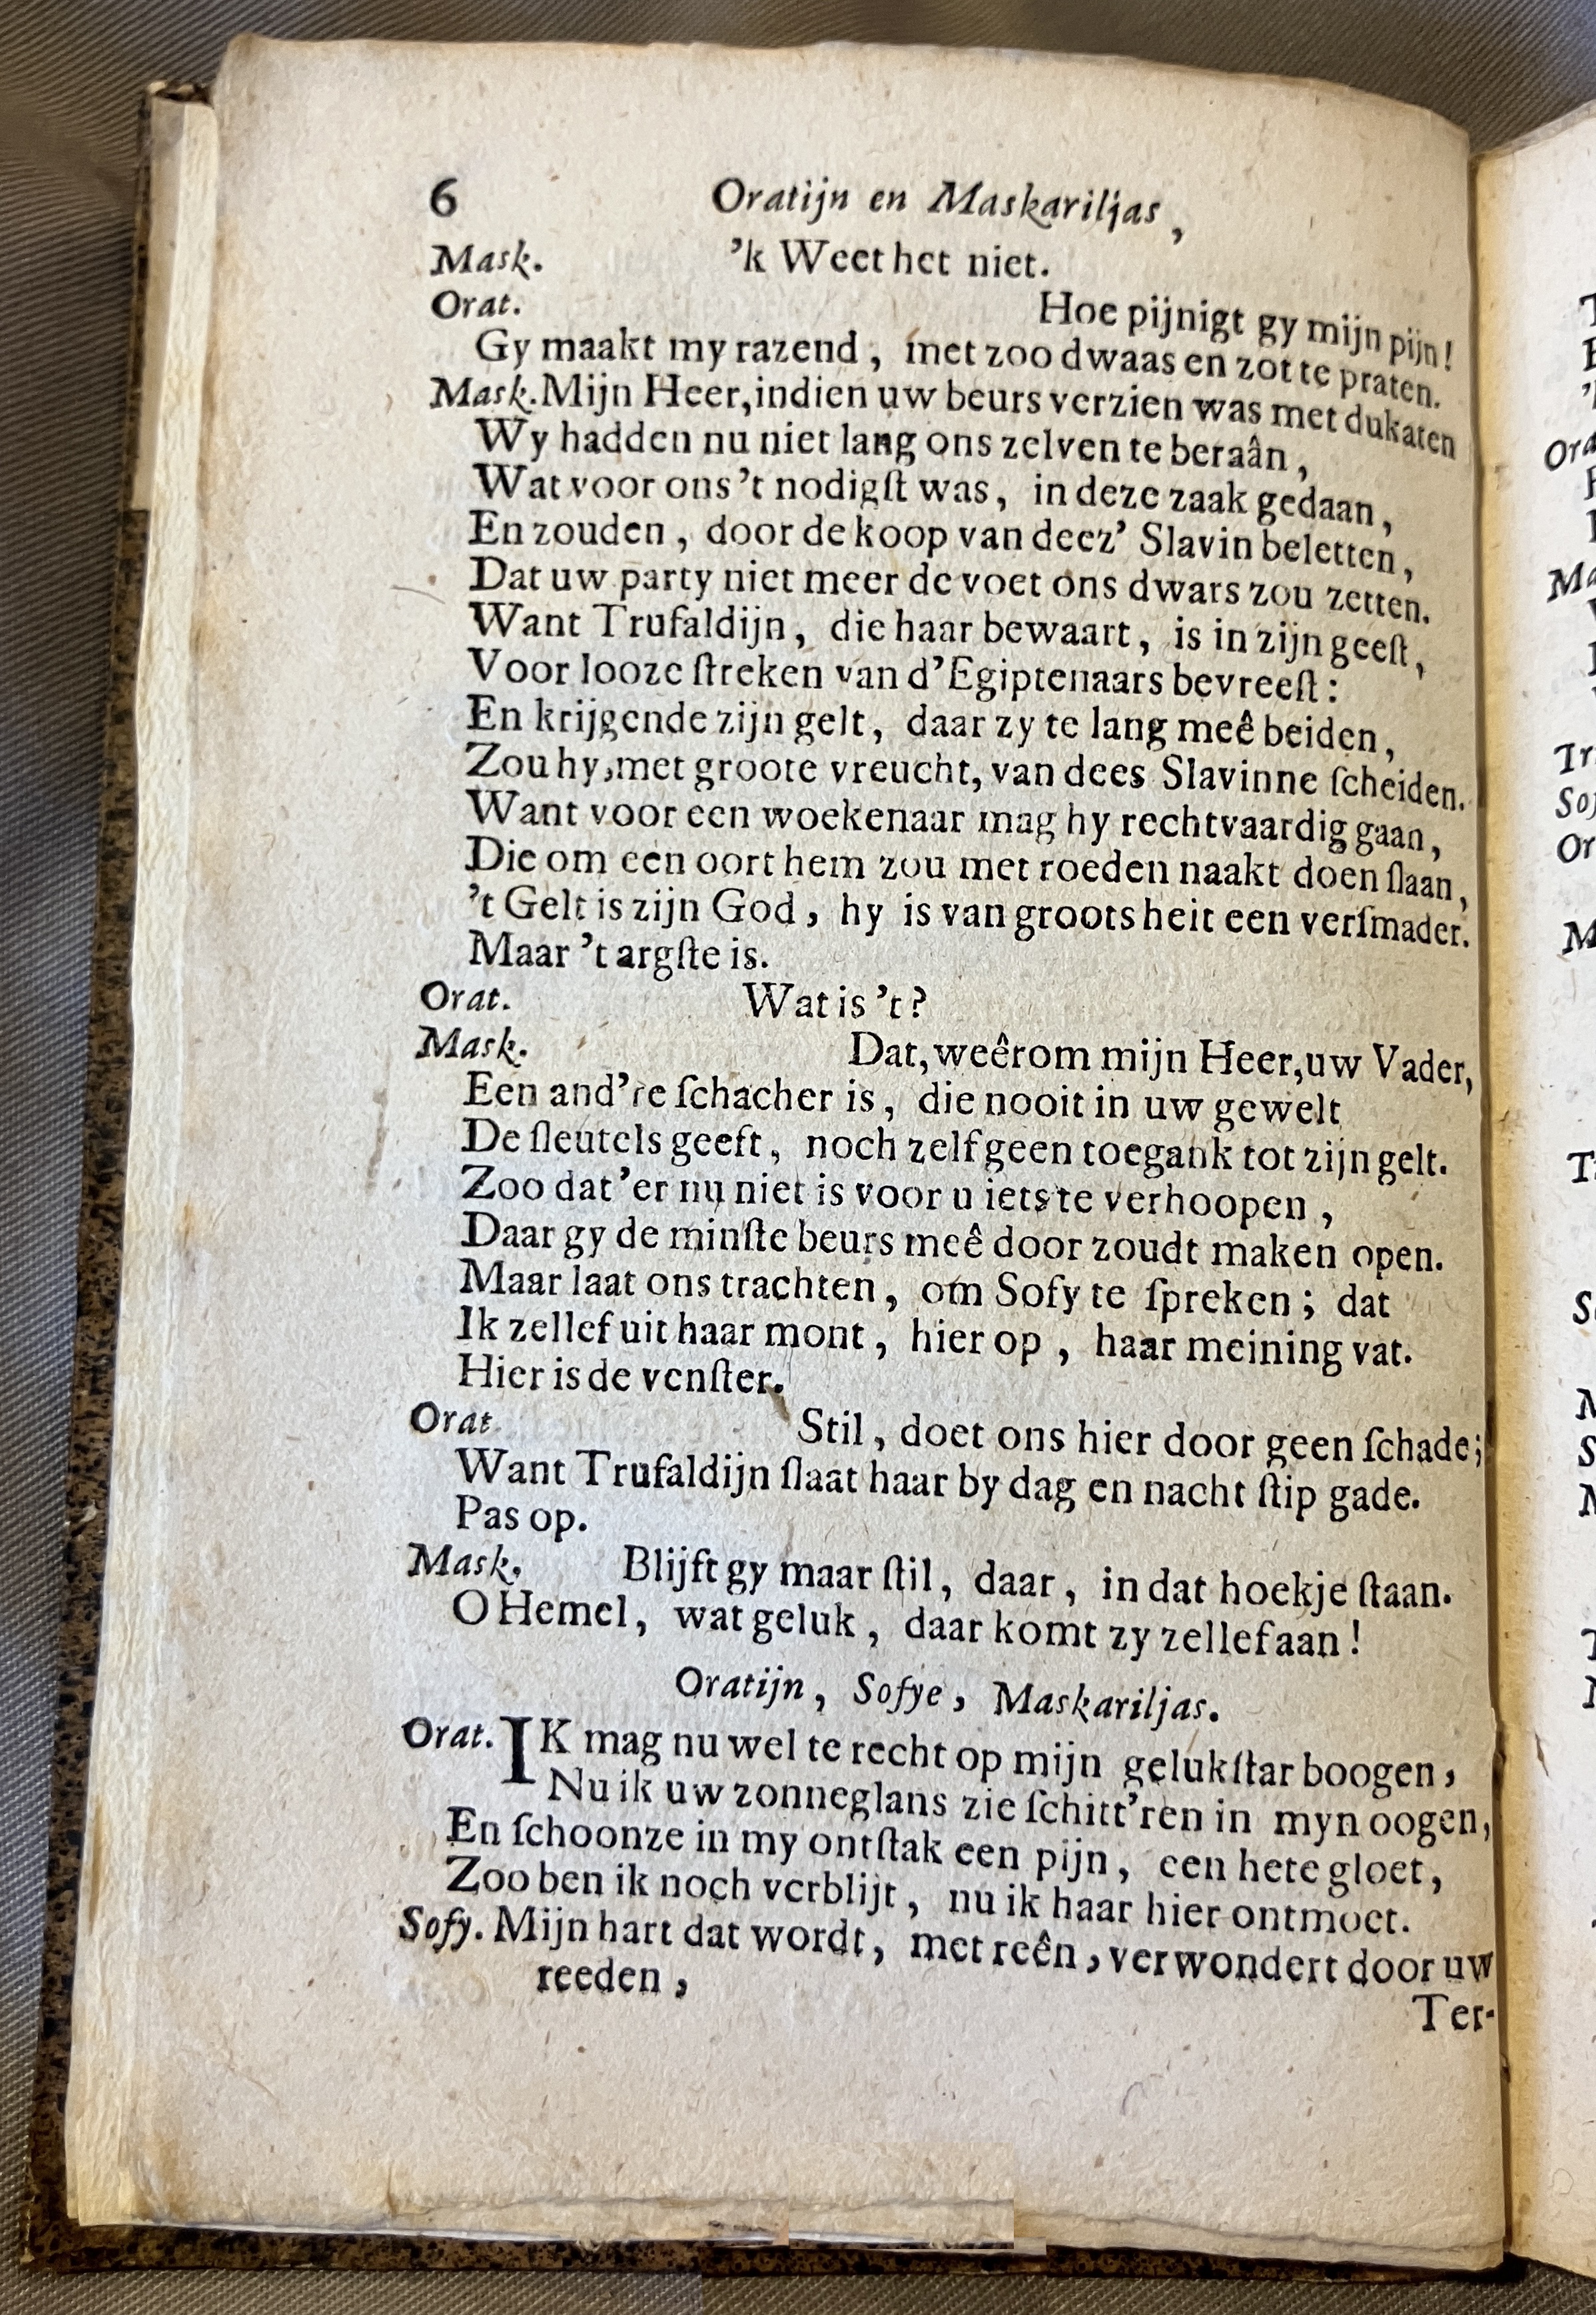 6 Oratijn en Maskariljas,
Mask. 'k Weet het niet.
Orat. Hoe pijnigt gy mijn pijn!
Gy maakt my razend, met zoo dwaas en zot te praten.
Mask. Mijn Heer, indien uw beurs verzien was met dukaten
Wy hadden nu niet lang ons zelven te beraân,
Wat voor ons 't nodigſt was, in deze zaak gedaan,
En zouden, door de koop van deez' Slavin beletten,
Dat uw party niet meer de voet ons dwars zou zetten.
Want Trufaldijn, die haar bewaart, is in zijn geeſt,
Voor looze ſtreken van d'Egiptenaars bevreeſt:
En krijgende zijn gelt, daar zy te lang meê beiden,
Zou hy, met groote vreucht, van dees Slavinne ſcheiden.
Want voor een woekenaar mag hy rechtvaardig gaan,
Die om een oort hem zou met roeden naakt doen ſlaan,
't Gelt is zijn God, hy is van grootsheit een verſmader.
Maar 't argſte is.
Orat. Wat is 't?
Mask. Dat, weêrom mijn Heer, uw Vader,
Een and're ſchacher is, die nooit in uw gewelt
De ſleutels geeft, noch zelf geen toegank tot zijn gelt.
Zoo dat 'er nu niet is voor u iets te verhoopen,
Daar gy de minſte beurs meê door zoudt maken open.
Maar laat ons trachten, om Sofy te ſpreken; dat
Ik zellef uit haar mont, hier op, haar meining vat.
Hier is de venſter.
Orat. Stil, doet ons hier door geen ſchade;
Want Trufaldijn ſlaat haar by dag en nacht ſtip gade.
Pas op.
Mask. Blijft gy maar ſtil, daar, in dat hoekje ſtaan.
O Hemel, wat geluk, daar komt zy zellef aan!
Oratijn, Sofye, Maskariljas.
Orat. IK mag nu wel te recht op mijn gelukſtar boogen,
Nu ik uw zonneglans zie ſchitt'ren in myn oogen,
En ſchoonze in my ontſtak een pijn, een hete gloet,
Zoo ben ik noch verblijt, nu ik haar hier ontmoet.
Sofy. Mijn hart dat wordt, met reên, verwondert door uw
reeden,
Ter-